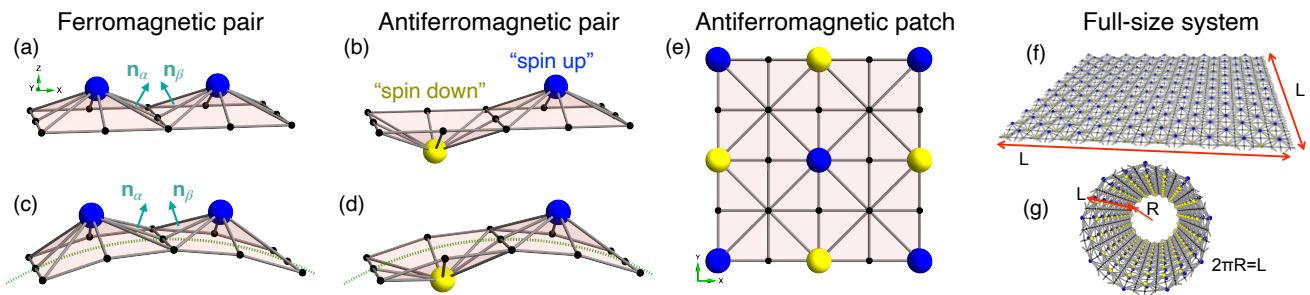 Ferromagnetic pair
Antiferromagnetic pair
Antiferromagnetic patch
Full-size system
(a)
Z
Y
X
nα
nβ
(b)
"spin up"
"spin down"
(e)
Y
X
(f)
L
L
(c)
nα
nβ
(d)
(g)
L
R
2πR=L